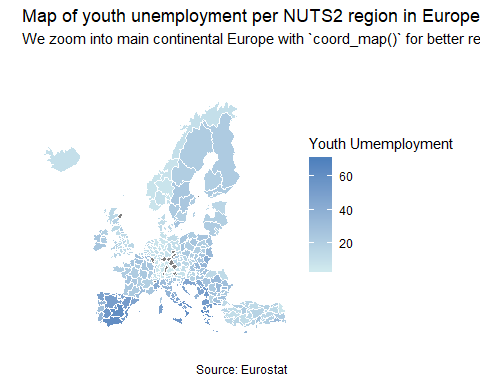 Map of youth unemployment per NUTS2 region in Europe
We zoom into main continental Europe with `coord_map()` for better re
Youth Umemployment
60
40
20
Source: Eurostat